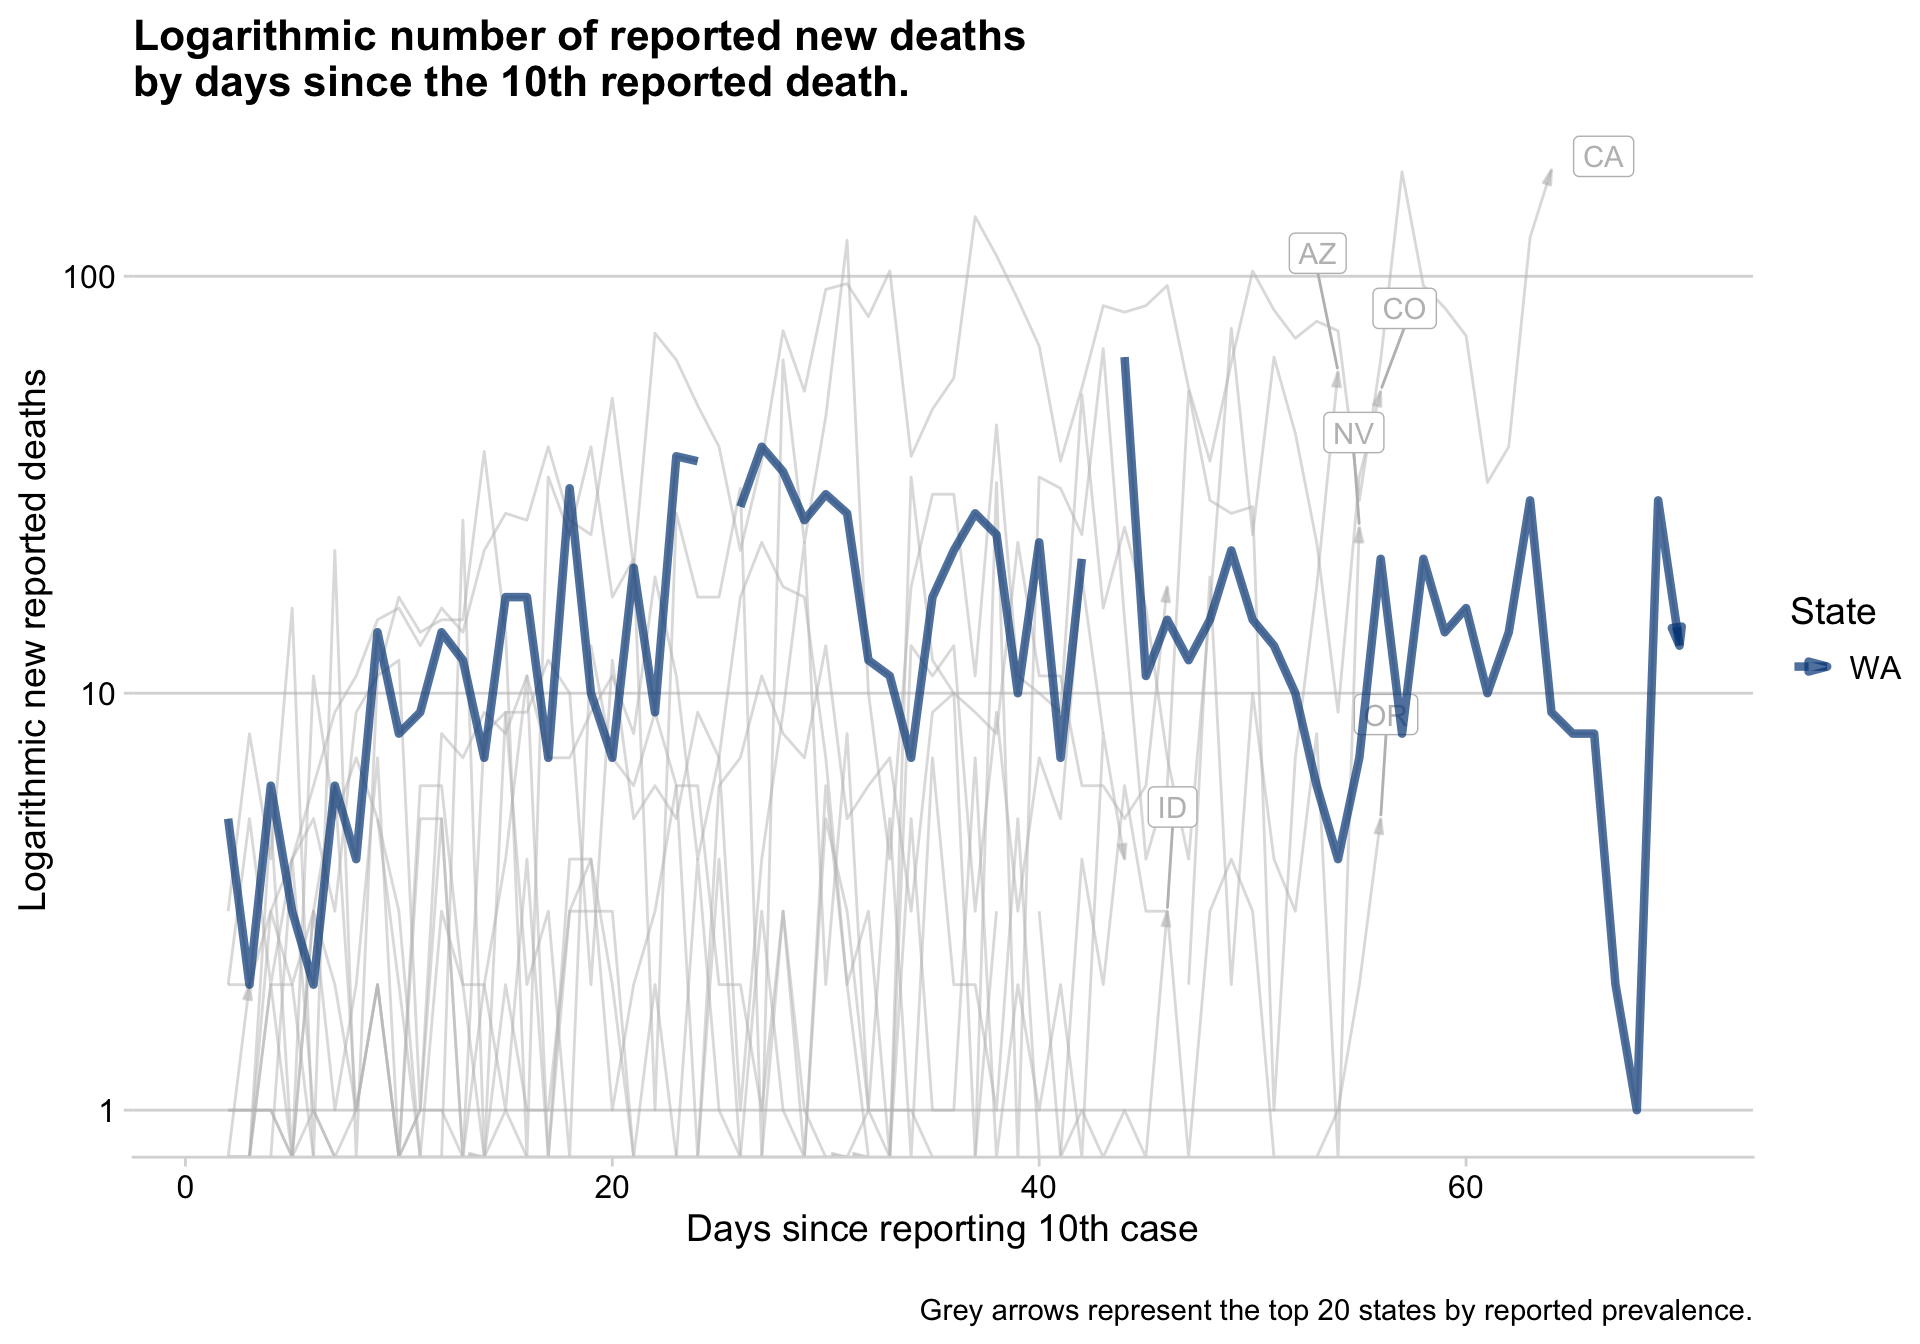 Logarithmic number of reported new deaths
by days since the 10th reported death.
CA
AZ
100
CO
NV
Logarithmic new reported deaths
State
WA
10
OR
ID
1
0
20
40
60
Days since reporting 10th case
Grey arrows represent the top 20 states by reported prevalence.